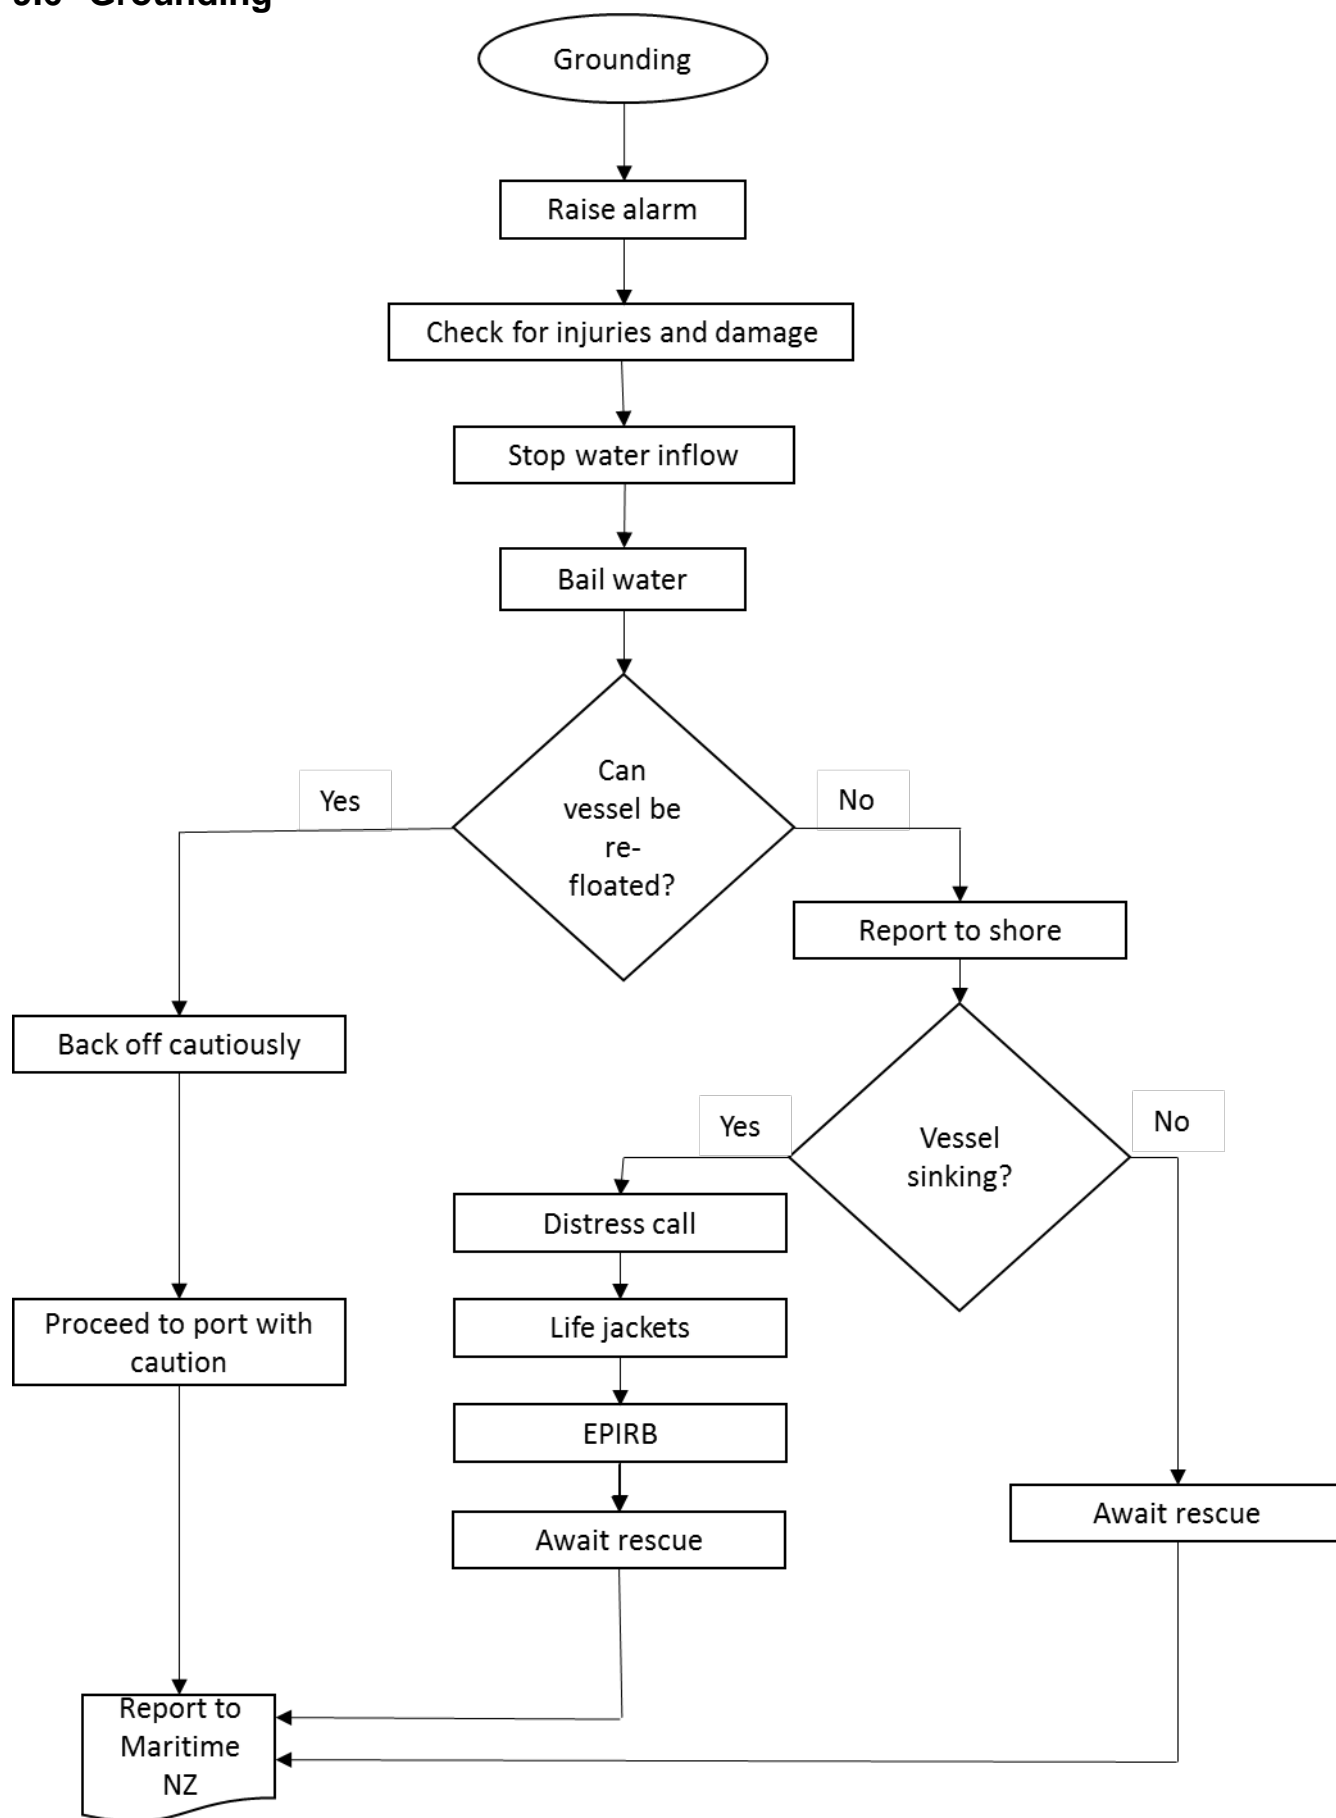 Grounding
Grounding
Raise alarm
Check for injuries and damage
Stop water inflow
Bail water
Can
vessel be
re-
floated?
Yes
No
Report to shore
Back off cautiously
Vessel
sinking?
Yes
No
Distress call
Proceed to port with
caution
Life jackets
EPIRB
Await rescue
Await rescue
Report to
Maritime
NZ